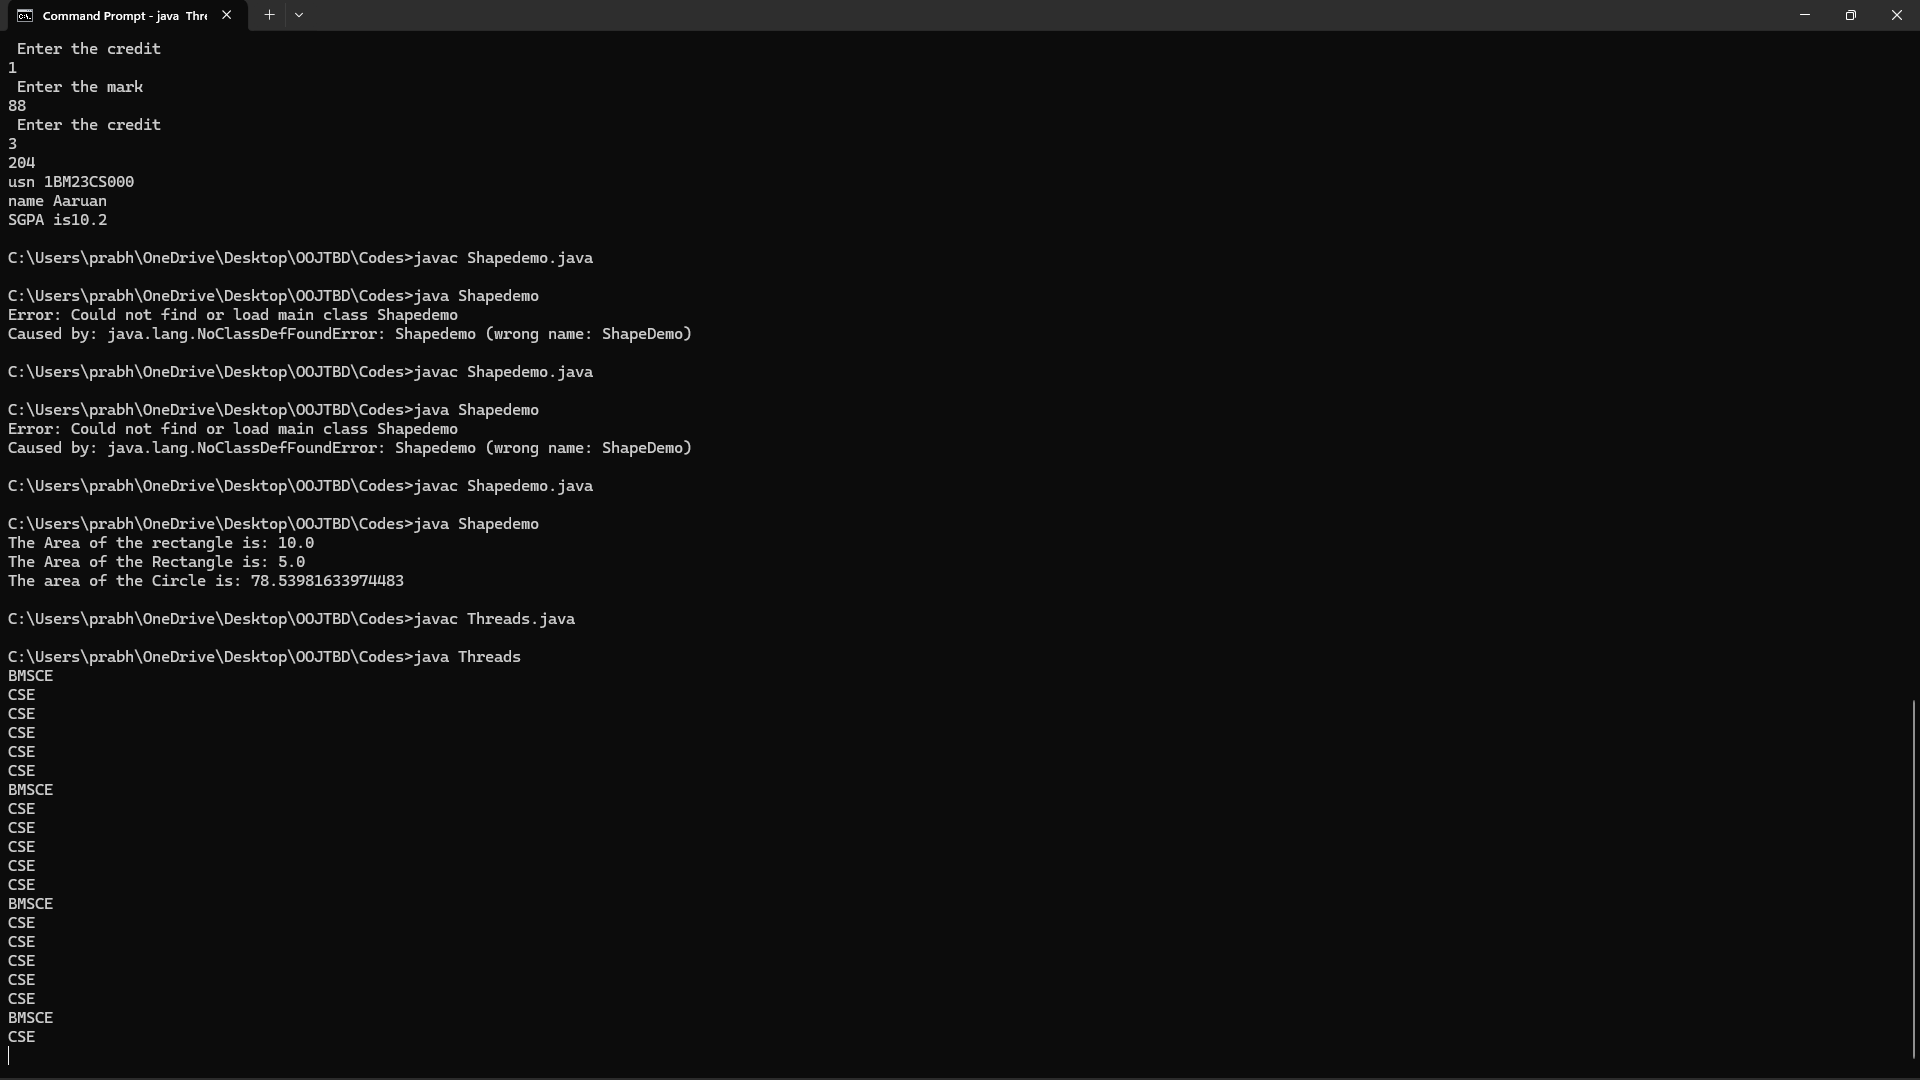 Command Prompt - java Thre
Enter the credit
1
Enter the mark
88
Enter the credit
3
204
usn 1BM23CS000
name Aaruan
SGPA is10.2
C:\Users\prabh\OneDrive\Desktop\OOJTBD\Codes>javac Shapedemo.java
C:\Users\prabh\OneDrive\Desktop\OOJTBD\Codes>java Shapedemo
Error: Could not find or load main class Shapedemo
Caused by: java.lang.NoClassDefFoundError: Shapedemo (wrong name: ShapeDemo)
C:\Users\prabh\OneDrive\Desktop\OOJTBD\Codes>javac Shapedemo.java
C:\Users\prabh\OneDrive\Desktop\OOJTBD\Codes>java Shapedemo
Error: Could not find or load main class Shapedemo
Caused by: java.lang.NoClassDefFoundError: Shapedemo (wrong name: ShapeDemo)
C:\Users\prabh\OneDrive\Desktop\OOJTBD\Codes>javac Shapedemo.java
C:\Users\prabh\OneDrive\Desktop\OOJTBD\Codes>java Shapedemo
The Area of the rectangle is: 10.0
The Area of the Rectangle is: 5.0
The area of the Circle is: 78.53981633974483
C:\Users\prabh\OneDrive\Desktop\OOJTBD\Codes>javac Threads.java
C:\Users\prabh\OneDrive\Desktop\OOJTBD\Codes>java Threads
BMSCE
CSE
CSE
CSE
CSE
CSE
BMSCE
CSE
CSE
CSE
CSE
CSE
BMSCE
CSE
CSE
CSE
CSE
CSE
BMSCE
CSE